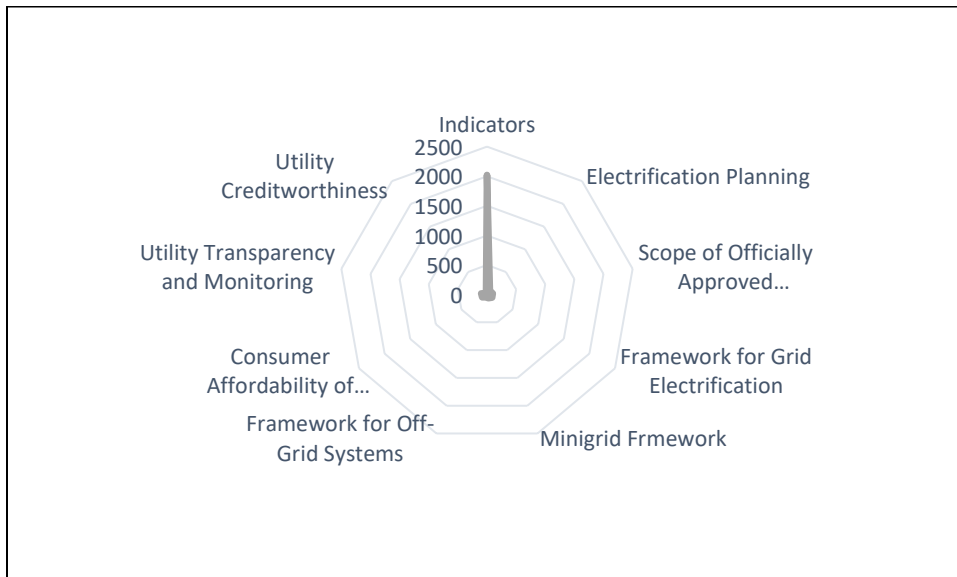 Indicators
2500
2000
1500
1000
500
0
Electrification Planning
Scope of Officially
Approved...
Framework for Grid
Electrification
Minigrid Frmework
Framework for Off-
Grid Systems
Consumer
Affordability of...
Utility Transparency
and Monitoring
Utility
Creditworthiness